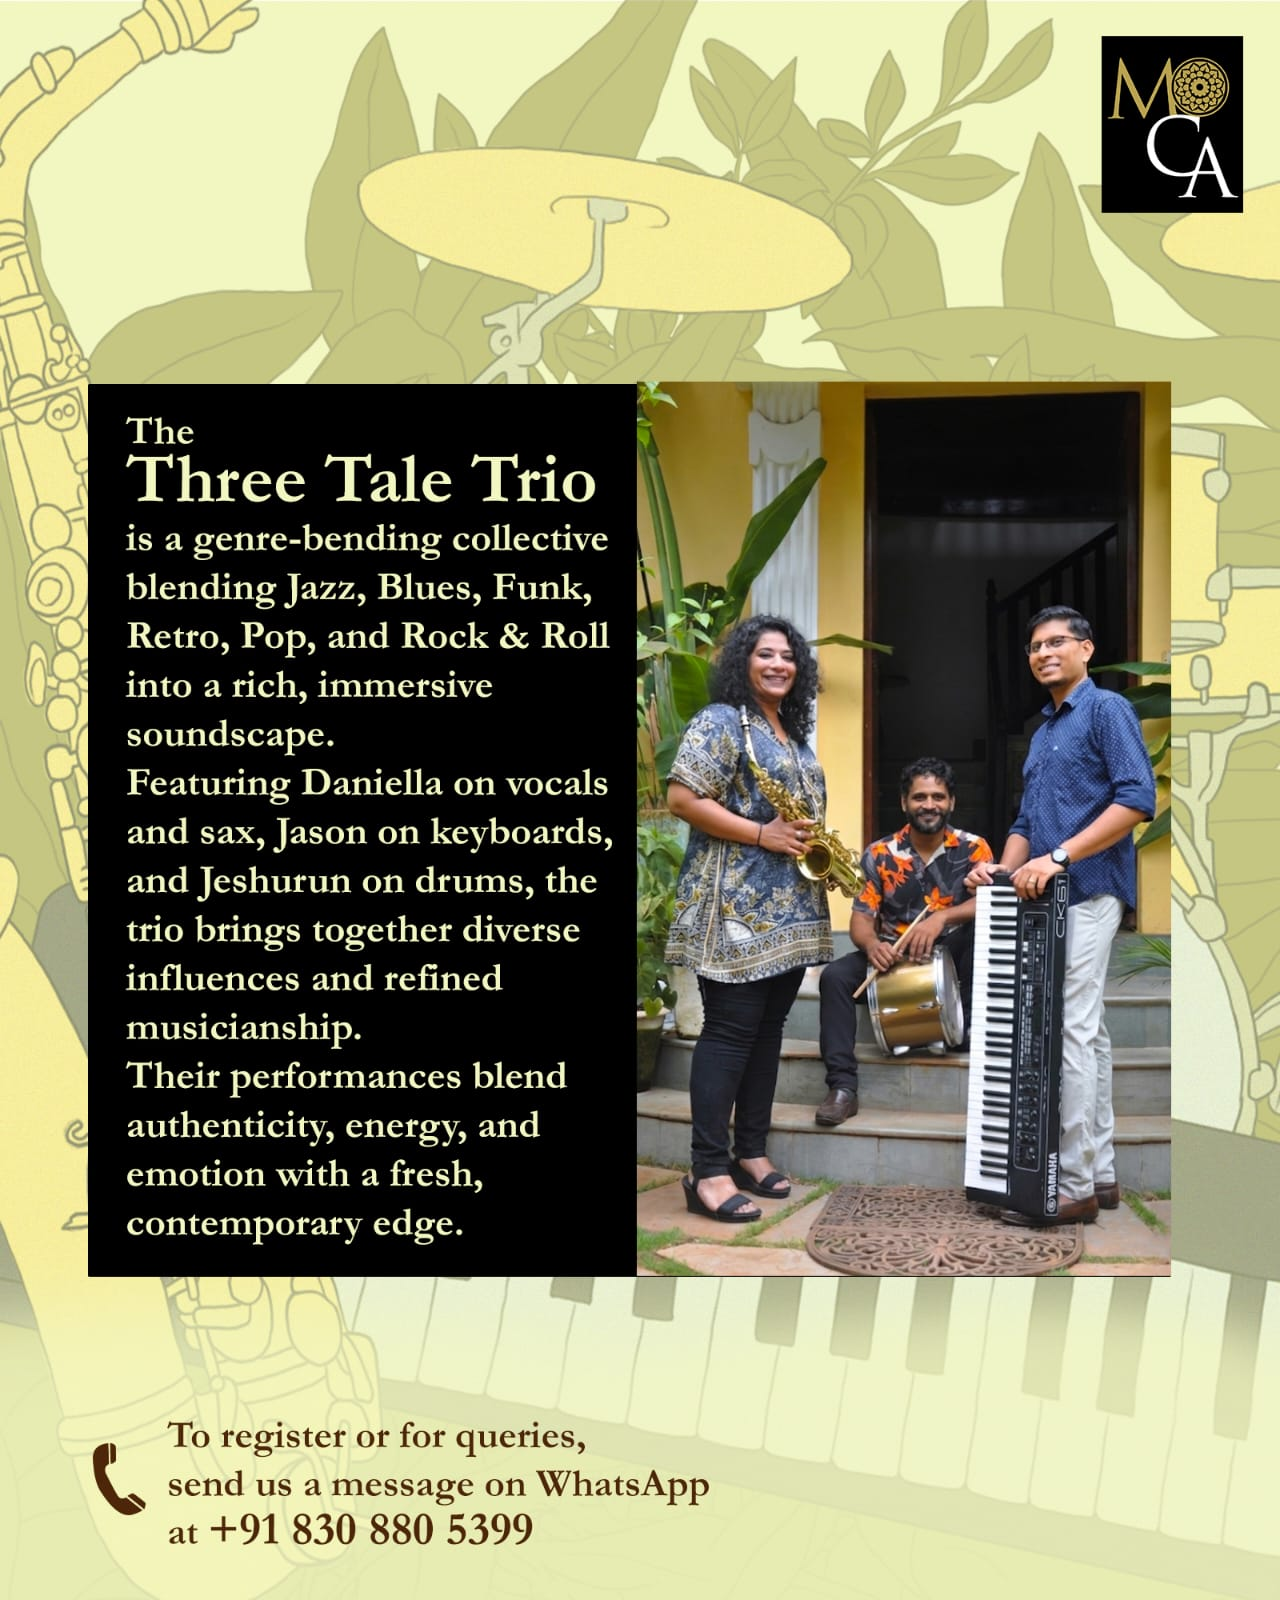 MO
CA
The
Three Tale Trio
is a genre-bending collective
blending Jazz, Blues, Funk,
Retro, Pop, and Rock & Roll
into a rich, immersive
soundscape.
Featuring Daniella on vocals
and sax, Jason on keyboards,
and Jeshurun on drums, the
trio brings together diverse
influences and refined
musicianship.
Their performances blend
authenticity, energy, and
emotion with a fresh,
contemporary edge.
CK61
YAMAHA
To register or for queries,
send us a message on WhatsApp
at +91 830 880 5399